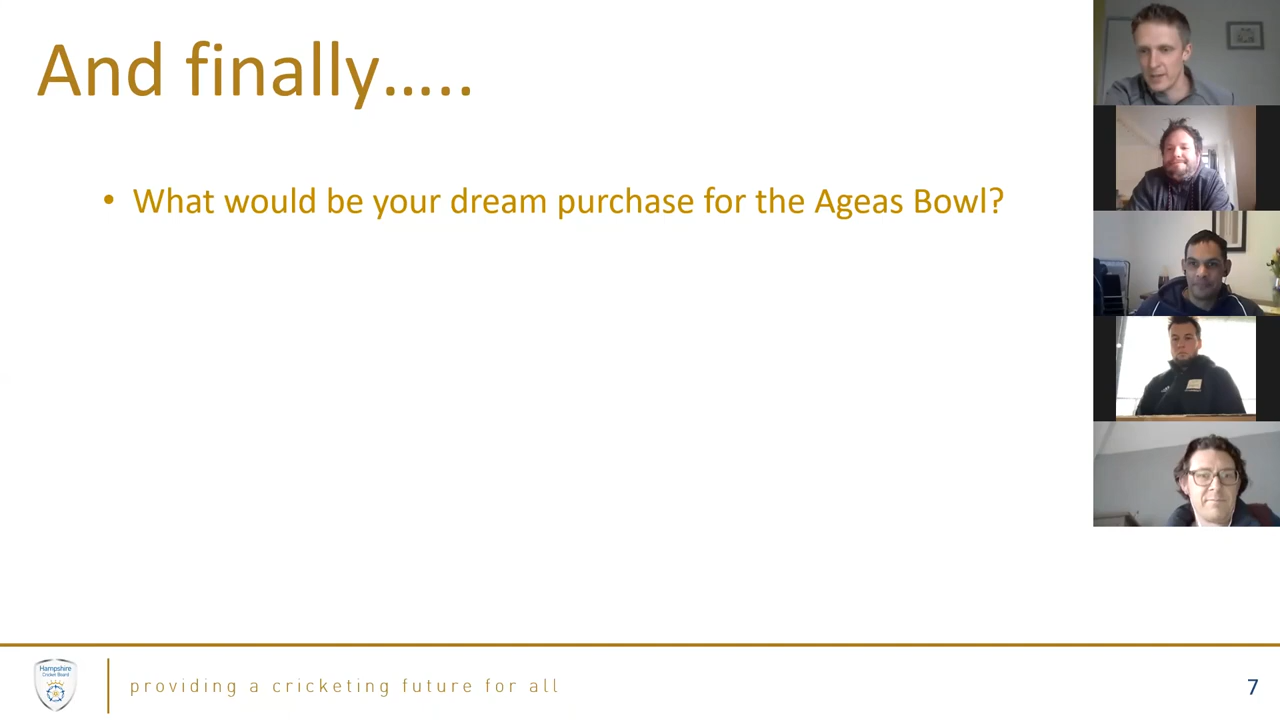 And finally…..
• What would be your dream purchase for the Ageas Bowl?
Hampshire
Cricket Board
providing a cricketing future for all
7